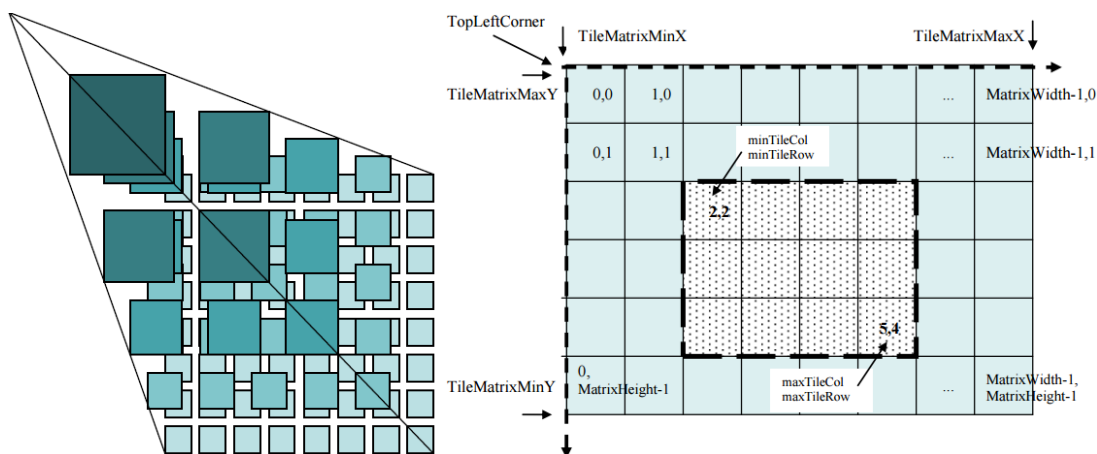 TopLeftCorner
TileMatrixMinX
TileMatrixMaxX
TileMatrixMaxY
0,0
1,0
...
MatrixWidth-1,0
0,1
1,1
minTileCol
minTileRow
...
MatrixWidth-1,1
2,2
5,4
TileMatrixMinY
0,
MatrixHeight-1
maxTileCol
maxTileRow
...
MatrixWidth-1,
MatrixHeight-1